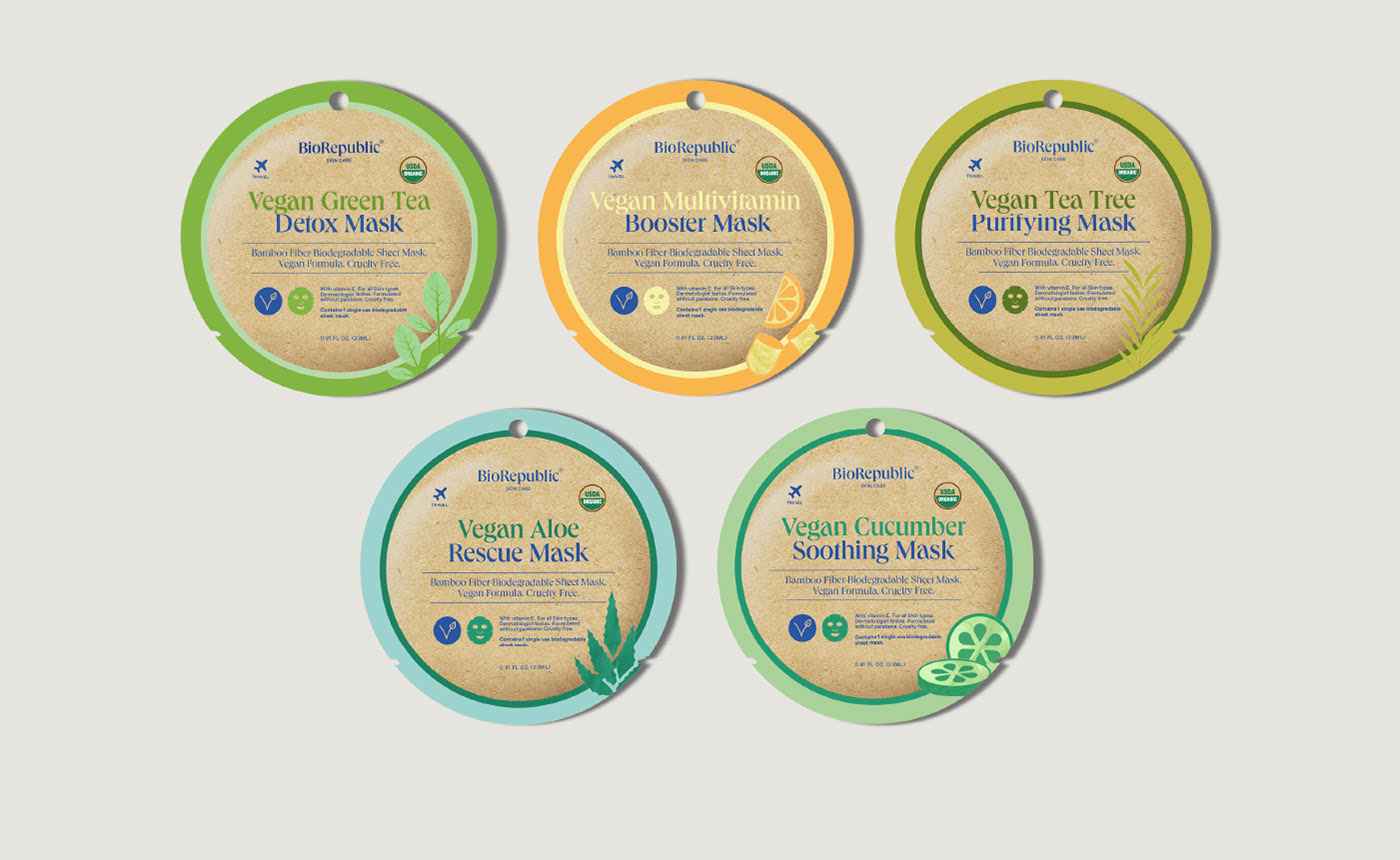 BioRepublic®
SKIN CARE
TRAVEL
USDA
ORGANIC
Vegan Green Tea
Detox Mask
Bamboo Fiber Biodegradable Sheet Mask.
Vegan Formula. Cruelty Free.
V
With vitamin E. For all Skin types.
Dermatologist testes. Formulated
without parabens. Cruelty free.
Contains 1 single use biodegradable
sheet mask.
0.91 FL OZ. (23ML)
BioRepublic®
SKIN CARE
TRAVEL
USDA
ORGANIC
Vegan Multivitamin
Booster Mask
Bamboo Fiber Biodegradable Sheet Mask.
Vegan Formula. Cruelty Free.
V
With vitamin E. For all Skin types.
Dermatologist testes. Formulated
without parabens. Cruelty free.
Contains 1 single use biodegradable
sheet mask.
0.91 FL OZ. (23ML)
BioRepublic®
SKIN CARE
TRAVEL
USDA
ORGANIC
Vegan Tea Tree
Purifying Mask
Bamboo Fiber Biodegradable Sheet Mask.
Vegan Formula. Cruelty Free.
V
With vitamin E. For all Skin types.
Dermatologist testes. Formulated
without parabens. Cruelty free.
Contains 1 single use biodegradable
sheet mask.
0.91 FL OZ. (23ML)
BioRepublic®
SKIN CARE
TRAVEL
USDA
ORGANIC
Vegan Aloe
Rescue Mask
Bamboo Fiber Biodegradable Sheet Mask.
Vegan Formula. Cruelty Free.
V
With vitamin E. For all Skin types.
Dermatologist testes. Formulated
without parabens. Cruelty free.
Contains 1 single use biodegradable
sheet mask.
0.91 FL OZ. (23ML)
BioRepublic®
SKIN CARE
TRAVEL
USDA
ORGANIC
Vegan Cucumber
Soothing Mask
Bamboo Fiber Biodegradable Sheet Mask.
Vegan Formula. Cruelty Free.
V
With vitamin E. For all Skin types.
Dermatologist testes. Formulated
without parabens. Cruelty free.
Contains 1 single use biodegradable
sheet mask.
0.91 FL OZ. (23ML)